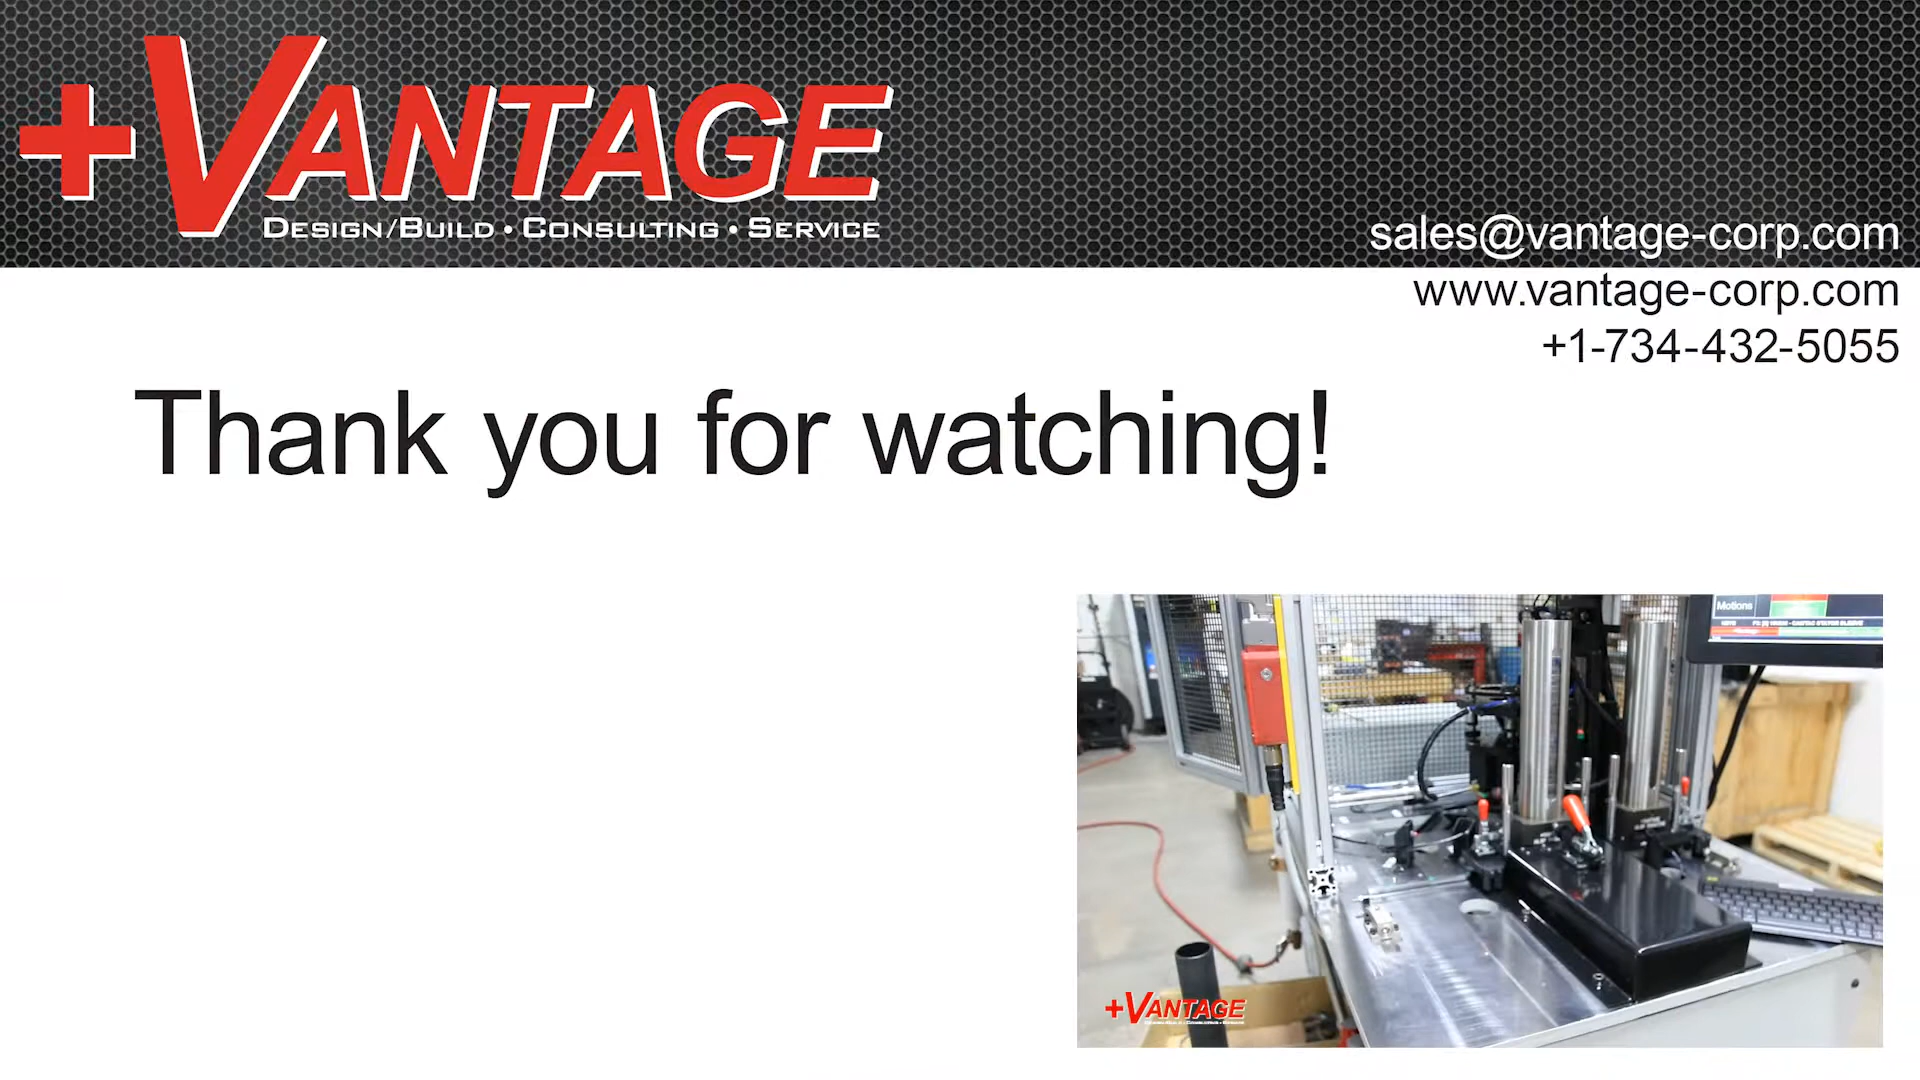 +VANTAGE
DESIGN/BUILD • CONSULTING • SERVICE
sales@vantage-corp.com
www.vantage-corp.com
+1-734-432-5055
Thank you for watching!
Motions
+VANTAGE